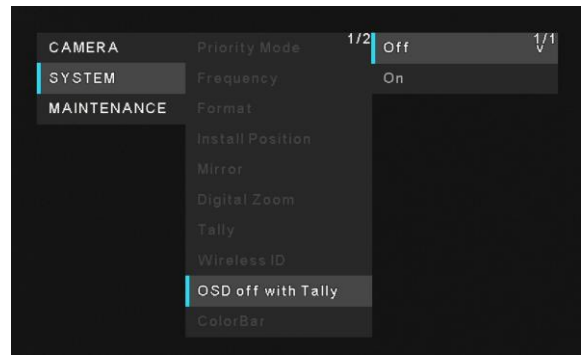 CAMERA
SYSTEM
MAINTENANCE
1/2
Priority Mode
Frequency
Format
Install Position
Mirror
Digital Zoom
Tally
Wireless ID
OSD off with Tally
ColorBar
1/1
Off
On